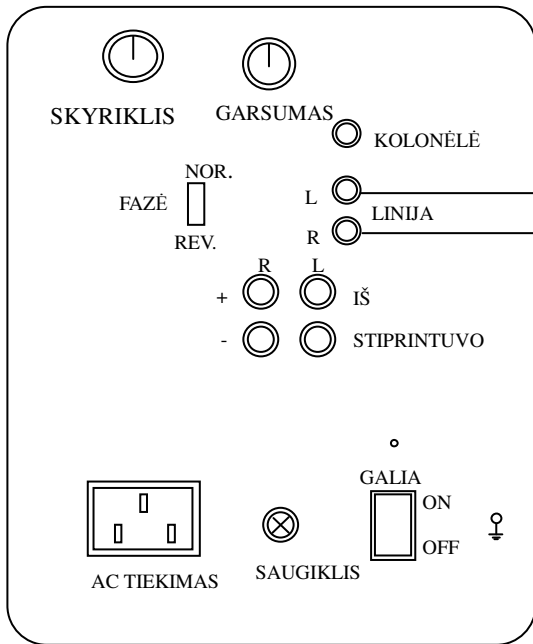 SKYRIKLIS
GARSUMAS
KOLONĖLĖ
NOR.
FAZĖ
REV.
L
LINIJA
R
R L
+ IŠ
- STIPRINTUVO
GALIA
ON
OFF
AC TIEKIMAS
SAUGIKLIS